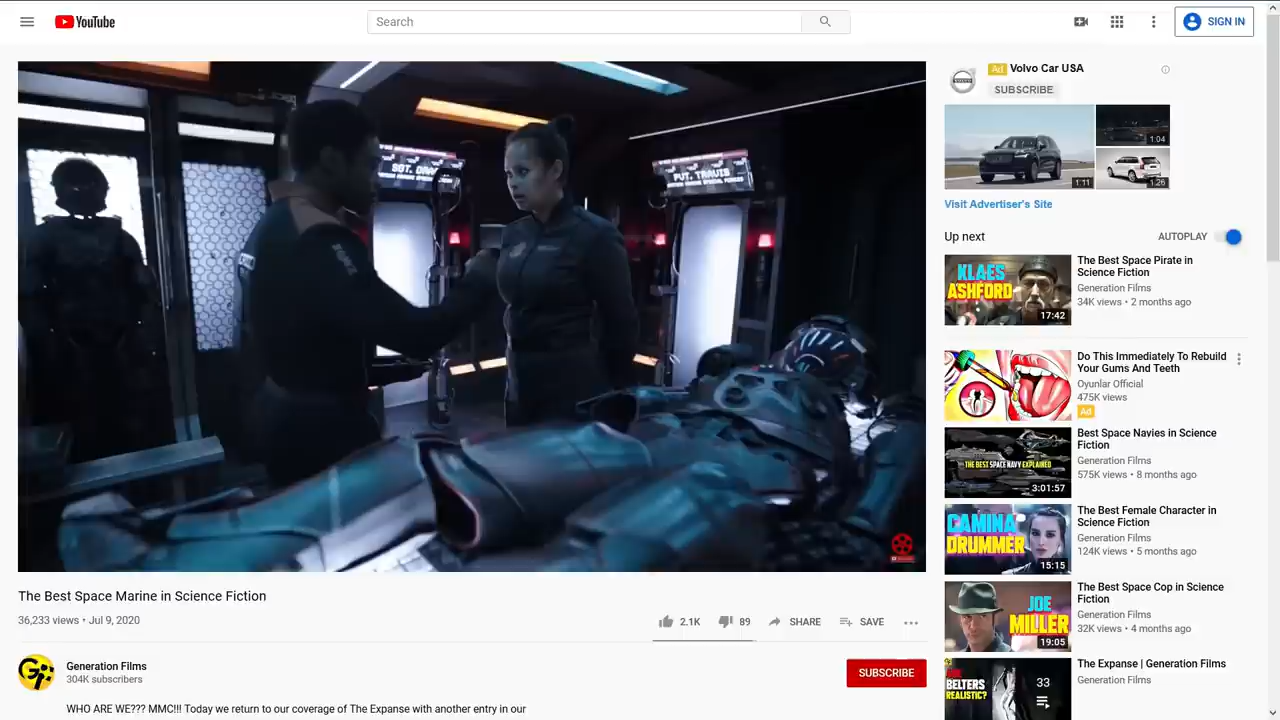 YouTube
Search
SIGN IN
SGT.
PVT. TRAVIS
Ad Volvo Car USA
SUBSCRIBE
1:04
1:11
1:26
Visit Advertiser's Site
Up next
AUTOPLAY
KLAES
ASHFORD
17:42
The Best Space Pirate in
Science Fiction
Generation Films
34K views • 2 months ago
Do This Immediately To Rebuild
Your Gums And Teeth
Oyunlar Official
475K views
Ad
THE BEST SPACE NAVY EXPLAINED
3:01:57
Best Space Navies in Science
Fiction
Generation Films
575K views • 8 months ago
CAMINA
DRUMMER
15:15
The Best Female Character in
Science Fiction
Generation Films
124K views • 5 months ago
JOE
MILLER
19:05
The Best Space Cop in Science
Fiction
Generation Films
32K views • 4 months ago
BELTERS
REALISTIC?
33
The Expanse | Generation Films
Generation Films
The Best Space Marine in Science Fiction
36,233 views • Jul 9, 2020
2.1K
89
SHARE
SAVE
Generation Films
304K subscribers
SUBSCRIBE
WHO ARE WE??? MMC!!! Today we return to our coverage of The Expanse with another entry in our